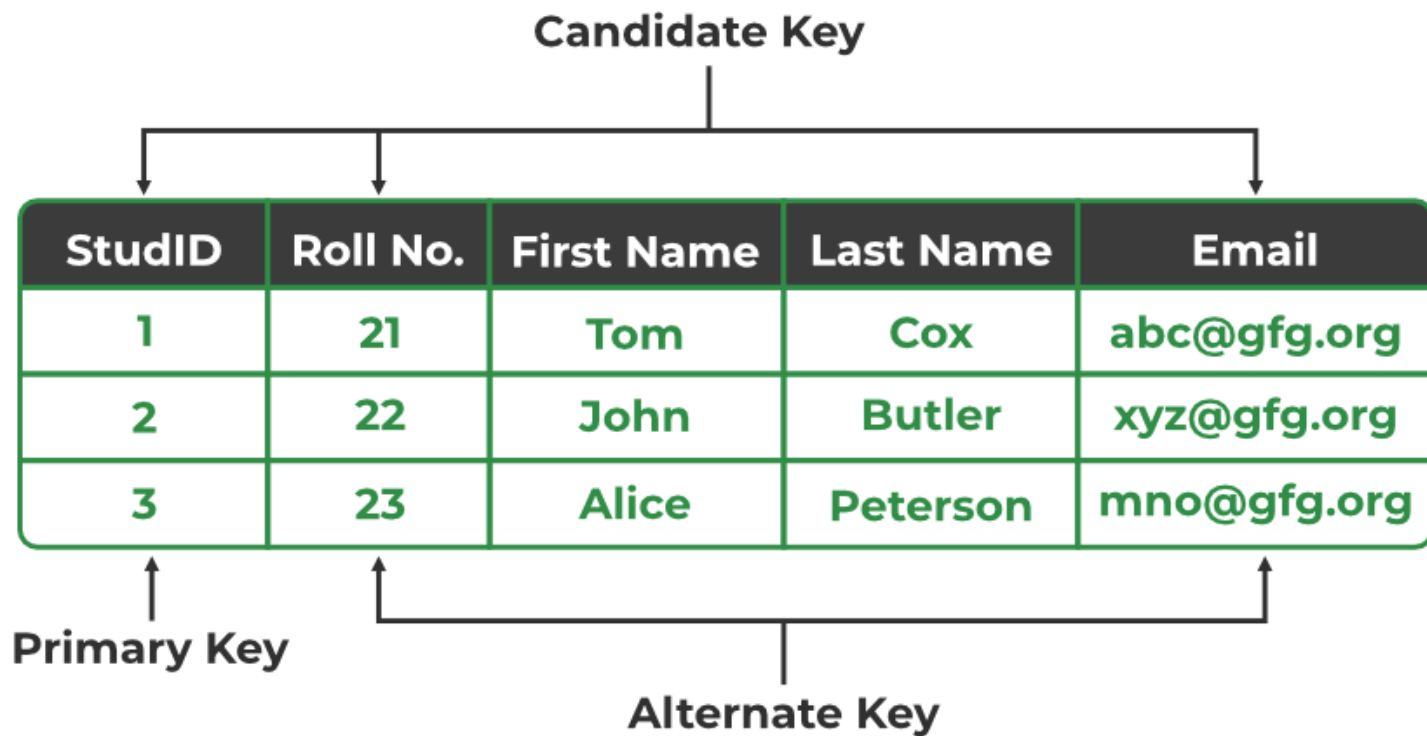 Candidate Key
StudID Roll No. First Name Last Name Email
1 21 Tom Cox abc@gfg.org
2 22 John Butler xyz@gfg.org
3 23 Alice Peterson mno@gfg.org
Primary Key
Alternate Key